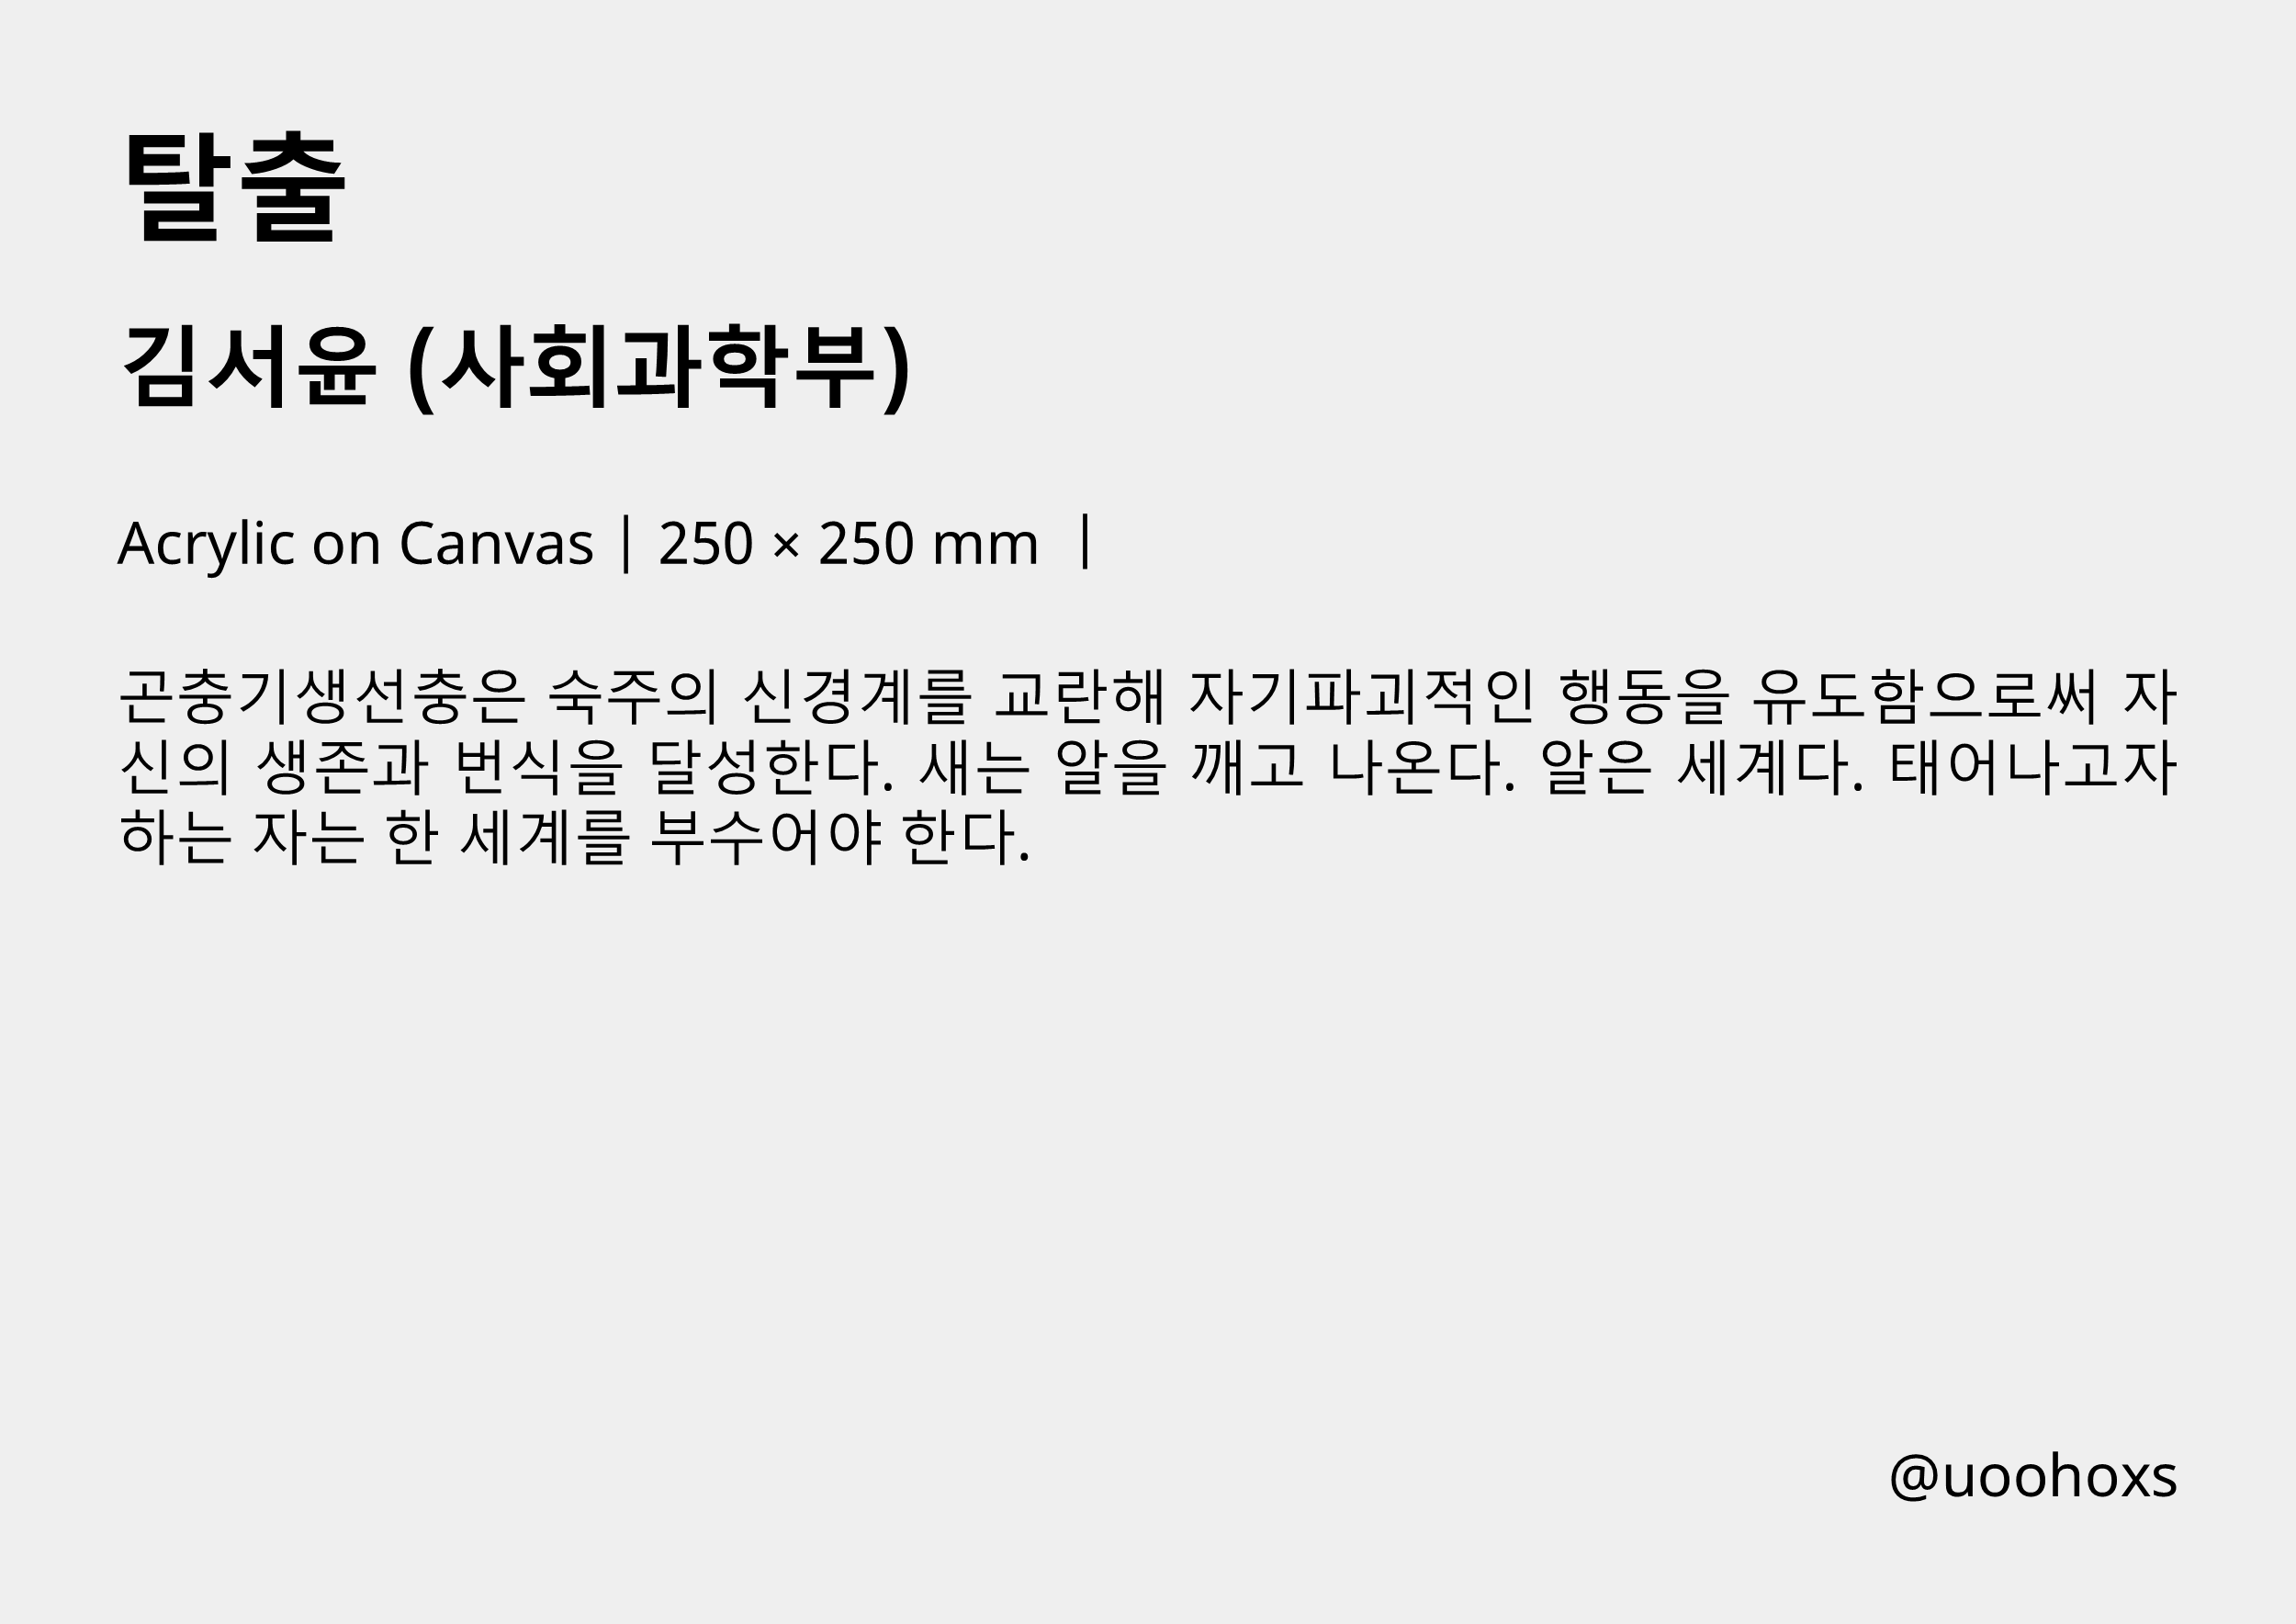 탈출
김서윤 (사회과학부)
Acrylic on Canvas | 250 × 250 mm |
곤충기생선충은 숙주의 신경계를 교란해 자기파괴적인 행동을 유도함으로써 자
신의 생존과 번식을 달성한다. 새는 알을 깨고 나온다. 알은 세계다. 태어나고자
하는 자는 한 세계를 부수어야 한다.
@uoohoxs